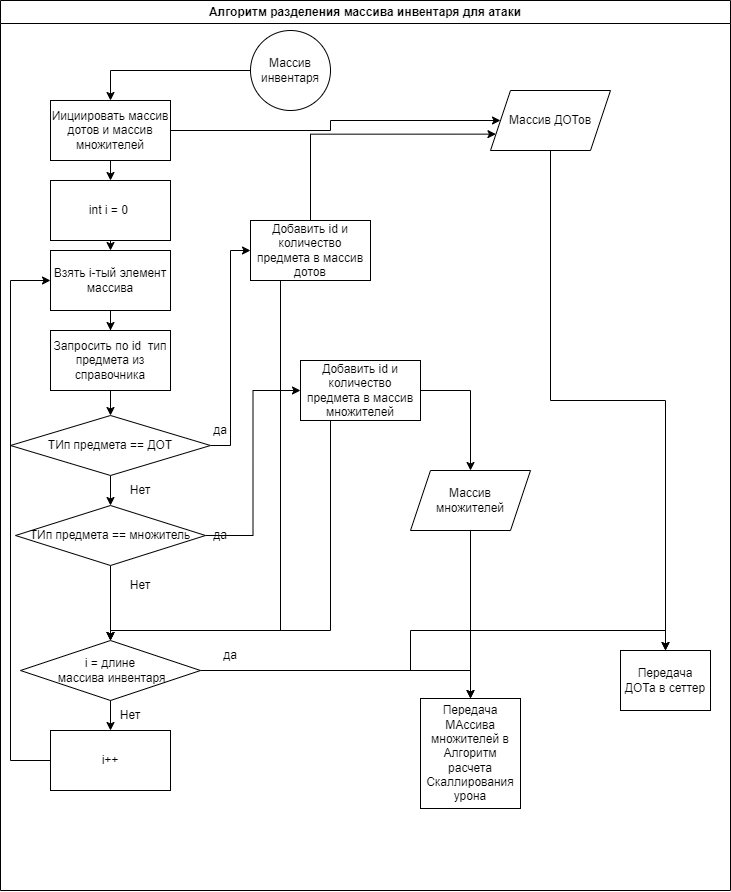 Алгоритм разделения массива инвентаря для атаки
Массив
инвентаря
Иициировать массив
дотов и массив
множителей
Массив ДОТов
int i = 0
Добавить id и
количество
предмета в массив
дотов
Взять i-тый элемент
массива
Запросить по id тип
предмета из
справочника
Добавить id и
количество
предмета в массив
множителей
да
ТИп предмета == ДОТ
Нет
Массив
множителей
ТИп предмета == множитель
да
Нет
i = длине
массива инвентаря
да
Передача
ДОТа в сеттер
Нет
Передача
МАссива
множителей в
Алгоритм
расчета
Скаллирования
урона
i++